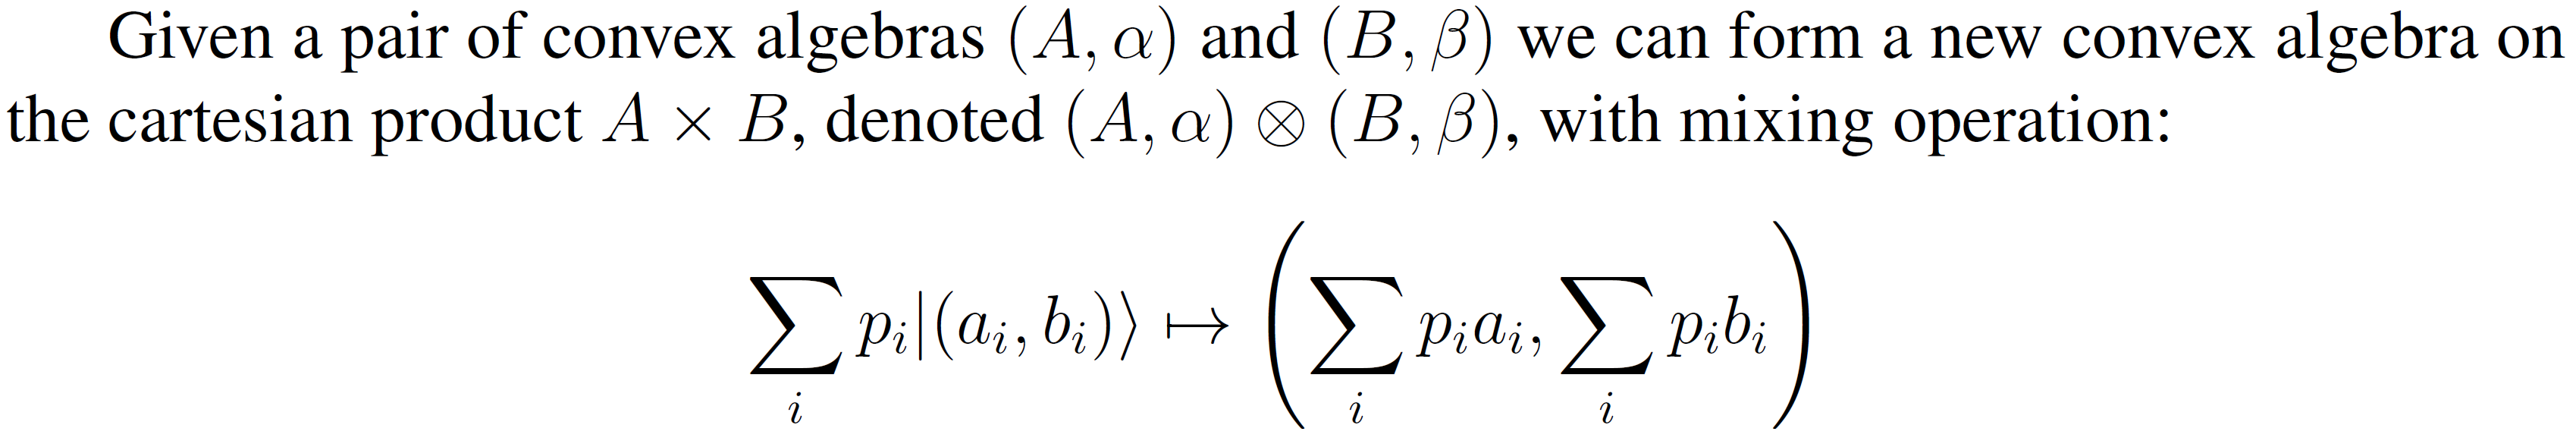 Given a pair of convex algebras (A, α) and (B, β) we can form a new convex algebra on
the cartesian product A × B, denoted (A, α) ⊗ (B, β), with mixing operation:
∑_i p_i|(a_i, b_i)⟩ ↦ (∑_i p_i a_i, ∑_i p_i b_i)